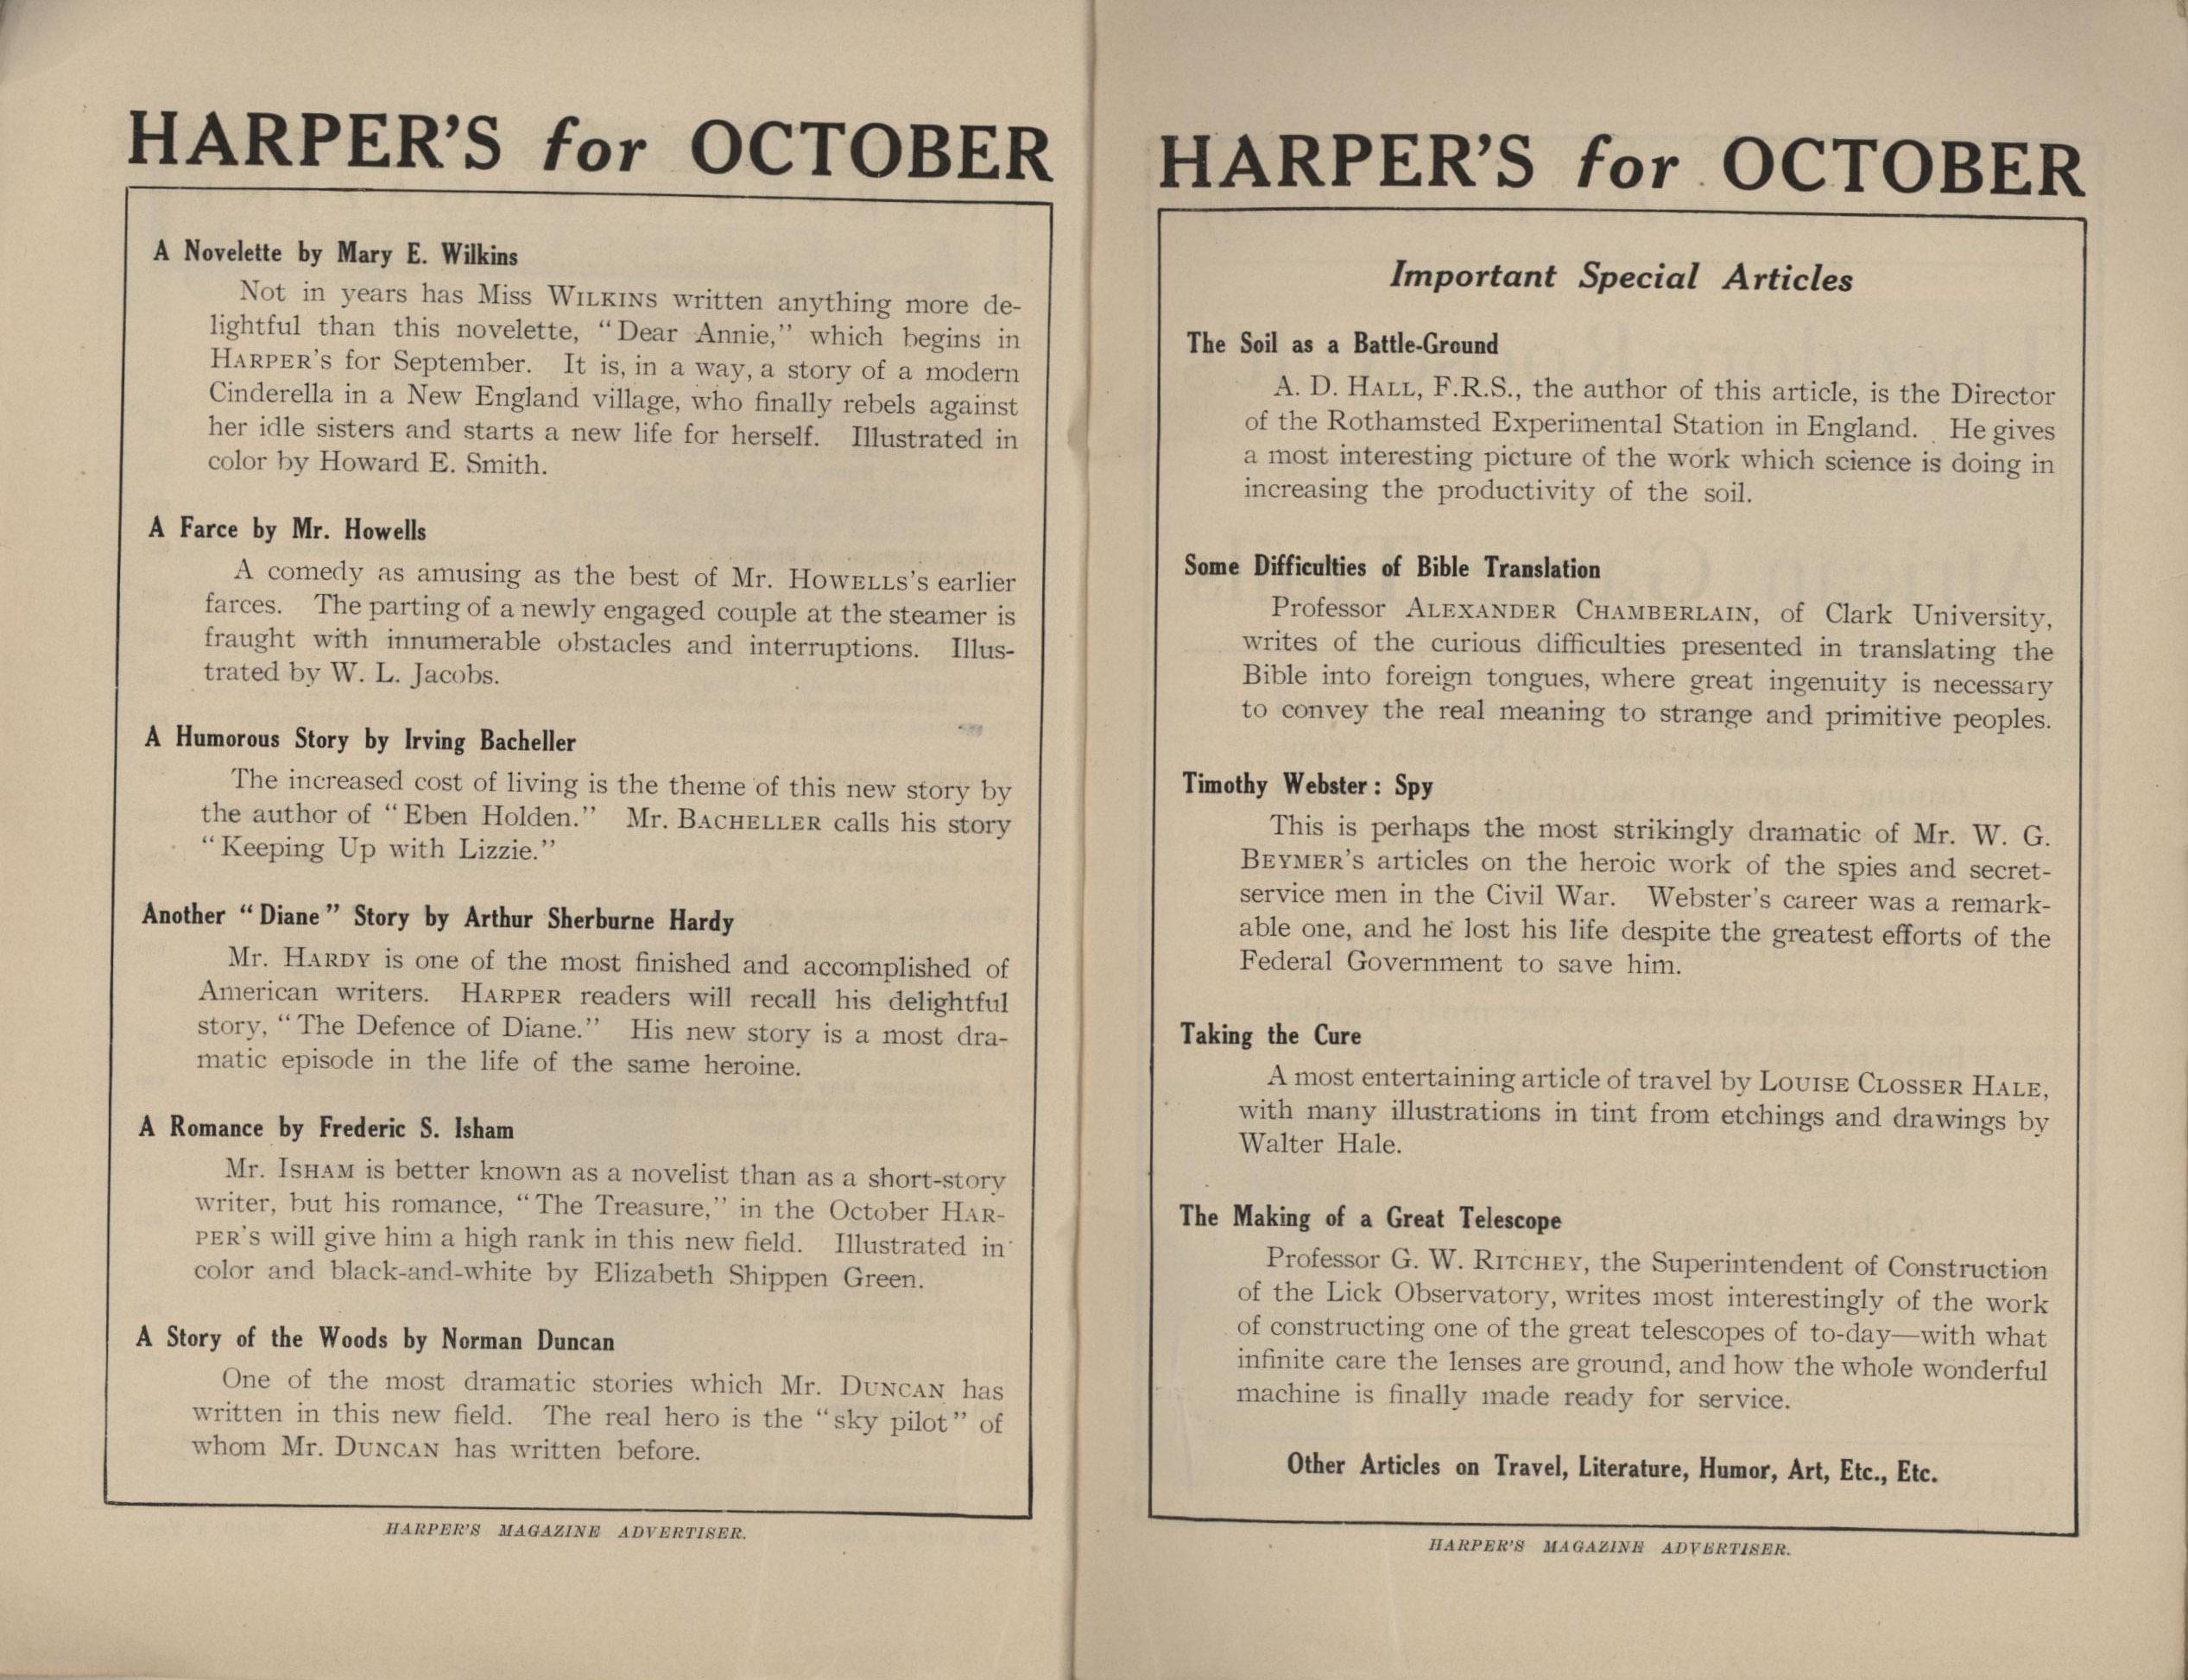 HARPER'S for OCTOBER
A Novelette by Mary E. Wilkins
Not in years has Miss WILKINS written anything more de-
lightful than this novelette, “Dear Annie,” which begins in
HARPER'S for September. It is, in a way, a story of a modern
Cinderella in a New England village, who finally rebels against
her idle sisters and starts a new life for herself. Illustrated in
color by Howard E. Smith.
A Farce by Mr. Howells
A comedy as amusing as the best of Mr. HOWELLS'S earlier
farces. The parting of a newly engaged couple at the steamer is
fraught with innumerable obstacles and interruptions. Illus-
trated by W. L. Jacobs.
A Humorous Story by Irving Bacheller
The increased cost of living is the theme of this new story by
the author of “Eben Holden.” Mr. BACHELLER calls his story
“Keeping Up with Lizzie.”
Another “Diane” Story by Arthur Sherburne Hardy
Mr. HARDY is one of the most finished and accomplished of
American writers. HARPER readers will recall his delightful
story, “The Defence of Diane.” His new story is a most dra-
matic episode in the life of the same heroine.
A Romance by Frederic S. Isham
Mr. ISHAM is better known as a novelist than as a short-story
writer, but his romance, “The Treasure,” in the October HAR-
PER'S will give him a high rank in this new field. Illustrated in
color and black-and-white by Elizabeth Shippen Green.
A Story of the Woods by Norman Duncan
One of the most dramatic stories which Mr. DUNCAN has
written in this new field. The real hero is the “sky pilot” of
whom Mr. DUNCAN has written before.
HARPER'S MAGAZINE ADVERTISER.
HARPER'S for OCTOBER
Important Special Articles
The Soil as a Battle-Ground
A. D. HALL, F.R.S., the author of this article, is the Director
of the Rothamsted Experimental Station in England. He gives
a most interesting picture of the work which science is doing in
increasing the productivity of the soil.
Some Difficulties of Bible Translation
Professor ALEXANDER CHAMBERLAIN, of Clark University,
writes of the curious difficulties presented in translating the
Bible into foreign tongues, where great ingenuity is necessary
to convey the real meaning to strange and primitive peoples.
Timothy Webster: Spy
This is perhaps the most strikingly dramatic of Mr. W. G.
BEYMER'S articles on the heroic work of the spies and secret-
service men in the Civil War. Webster's career was a remark-
able one, and he lost his life despite the greatest efforts of the
Federal Government to save him.
Taking the Cure
A most entertaining article of travel by LOUISE CLOSSER HALE,
with many illustrations in tint from etchings and drawings by
Walter Hale.
The Making of a Great Telescope
Professor G. W. RITCHEY, the Superintendent of Construction
of the Lick Observatory, writes most interestingly of the work
of constructing one of the great telescopes of to-day—with what
infinite care the lenses are ground, and how the whole wonderful
machine is finally made ready for service.
Other Articles on Travel, Literature, Humor, Art, Etc., Etc.
HARPER'S MAGAZINE ADVERTISER.